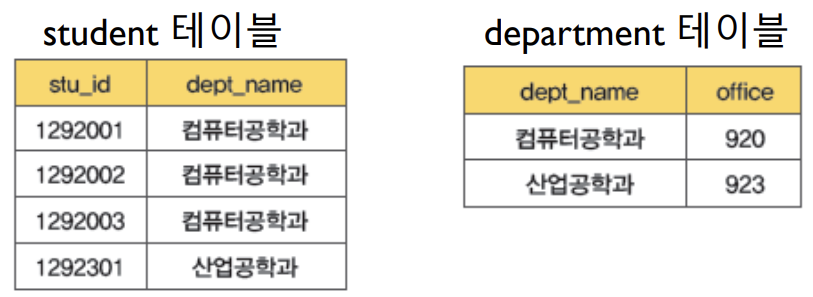 student 테이블
stu_id dept_name
1292001 컴퓨터공학과
1292002 컴퓨터공학과
1292003 컴퓨터공학과
1292301 산업공학과
department 테이블
dept_name office
컴퓨터공학과 920
산업공학과 923